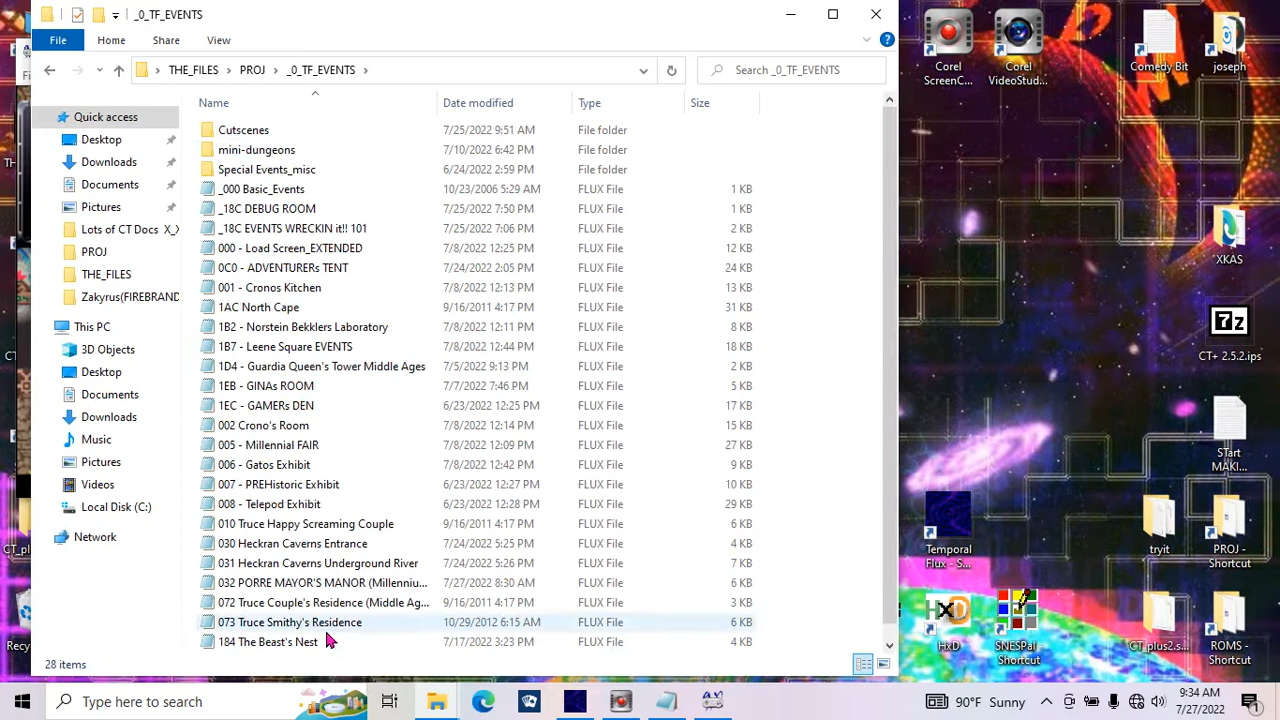 _0_TF_EVENTS
File
Home
Share
View
THE_FILES > PROJ > _0_TF_EVENTS >
Search _0_TF_EVENTS
Name
Date modified
Type
Size
Quick access
Desktop
Downloads
Documents
Pictures
Lots of CT Docs X_X
PROJ
THE_FILES
Zakyrus(FIREBRAND
This PC
3D Objects
Desktop
Documents
Downloads
Music
Pictures
Videos
Local Disk (C:)
Network
Cutscenes 7/25/2022 9:51 AM File folder
mini-dungeons 7/10/2022 6:42 PM File folder
Special Events_misc 6/24/2022 2:59 PM File folder
_000 Basic_Events 10/23/2006 5:29 AM FLUX File 1 KB
_18C DEBUG ROOM 7/25/2022 7:50 PM FLUX File 1 KB
_18C EVENTS WRECKIN it!! 101 7/25/2022 7:06 PM FLUX File 2 KB
000 - Load Screen_EXTENDED 7/8/2022 12:25 PM FLUX File 12 KB
0C0 - ADVENTURERs TENT 7/24/2022 2:05 PM FLUX File 24 KB
001 - Cronos Kitchen 7/8/2022 12:13 PM FLUX File 13 KB
1AC North Cape 9/16/2011 4:17 PM FLUX File 31 KB
1B2 - Norstein Bekklers Laboratory 7/8/2022 12:11 PM FLUX File 8 KB
1B7 - Leene Square EVENTS 7/8/2022 12:44 PM FLUX File 18 KB
1D4 - Guardia Queen's Tower Middle Ages 7/5/2022 9:13 PM FLUX File 2 KB
1EB - GINAs ROOM 7/7/2022 7:46 PM FLUX File 5 KB
1EC - GAMERs DEN 6/23/2022 12:25 PM FLUX File 6 KB
002 Crono's Room 7/8/2022 12:14 PM FLUX File 15 KB
005 - Millennial FAIR 7/8/2022 12:09 PM FLUX File 27 KB
006 - Gatos Exhibit 7/8/2022 12:42 PM FLUX File 9 KB
007 - PREHistoric Exhibit 6/23/2022 12:27 PM FLUX File 10 KB
008 - Telepod Exhibit 6/23/2022 12:28 PM FLUX File 29 KB
010 Truce Happy Screaming Couple 9/16/2011 4:17 PM FLUX File 6 KB
030 Heckran Caverns Entrance 7/24/2022 5:25 PM FLUX File 4 KB
031 Heckran Caverns Underground River 7/24/2022 5:26 PM FLUX File 7 KB
032 PORRE MAYOR'S MANOR (Millenniu... 7/27/2022 8:30 AM FLUX File 6 KB
072 Truce Couple's Residence (Middle Ag... 9/16/2011 4:17 PM FLUX File 3 KB
073 Truce Smithy's Residence 10/29/2012 6:15 AM FLUX File 6 KB
184 The Beast's Nest 7/17/2022 3:23 PM FLUX File 4 KB
28 items
Corel
ScreenC...
Corel
VideoStud...
Comedy Bit
joseph
XKAS
7z
CT+ 2.5.2.ips
STart
MAKI...
Temporal
Flux - S...
tryit
PROJ -
Shortcut
HxD
HxD
SNESPal -
Shortcut
CT_plus2.s...
ROMS -
Shortcut
Recy
Type here to search
90°F Sunny
9:34 AM
7/27/2022